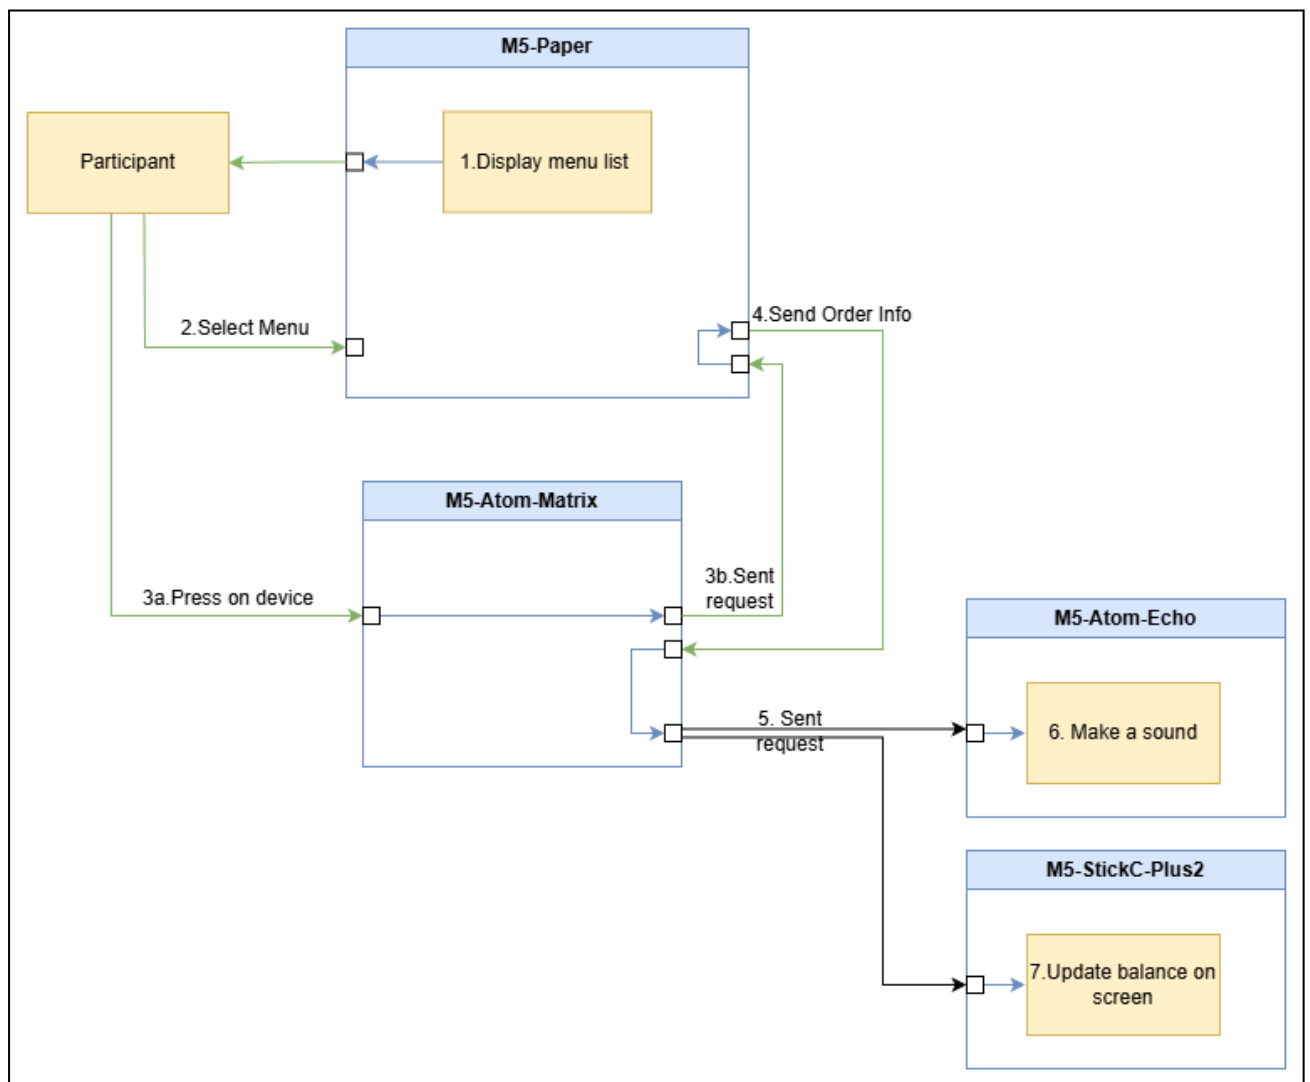 M5-Paper
Participant
1.Display menu list
4.Send Order Info
2.Select Menu
M5-Atom-Matrix
3b.Sent
request
3a.Press on device
M5-Atom-Echo
5. Sent
request
6. Make a sound
M5-StickC-Plus2
7.Update balance on
screen